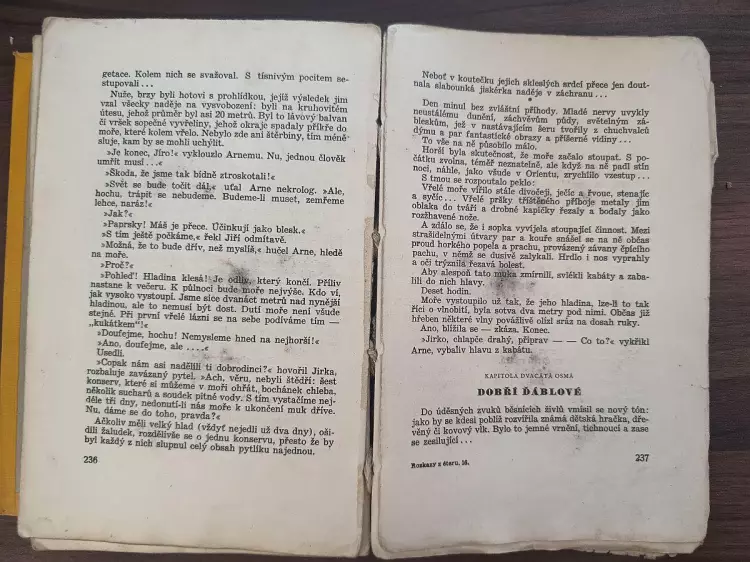 getace. Kolem nich se svažoval. S tísnivým pocitem se-
stupovali...
Nuže, brzy byli hotovi s prohlídkou, jejíž výsledek jim
vzal všecky naděje na vysvobození: byli na kruhovitém
útesu, jehož průměr byl asi 20 metrů. Byl to lávový balvan
či vršek sopečné vyvřeliny, jehož okraje spadaly příkře do
moře, které kolem vřelo. Nebylo zde ani štěrbiny, tím méně
sluje, kam by se mohli uchýlit.
»Je konec, Jiro!« vyklouzlo Arnemu. Nu, jednou člověk
umřít musí...«
»Škoda, že jsme tak bídně ztroskotali!«
»Svět se bude točit dál,« uťal Arne nekrolog. »Ale,
hochu, trápit se nebudeme. Budeme-li muset, zemřeme
lehce, naráz!«
»Jak?«
»Paprsky! Máš je přece. Účinkují jako blesk.«
»S tím ještě počkáme,« řekl Jiří odmítavě.
»Možná, že to bude dřív, než myslíš,« hučel Arne, hledě
na moře.
»Proč?«
»Pohleď! Hladina klesá! Je odliv, který končí. Příliv
nastane k večeru. K půlnoci bude moře nejvýše. Kdo ví,
jak vysoko vystoupí. Jsme sice dvanáct metrů nad nynější
hladinou, ale to nemusí být dost. Dutí moře není všude
stejné. Při první vřelé lázni se na sebe podíváme tím —
„kukátkem“!«
»Doufejme, hochu! Nemysleme hned na nejhorší!«
»Ano, doufejme, ale ....«
Usedli.
»Copak nám asi nadělili ti dobrodinci?« hovořil Jirka,
rozbaluje zavázaný pytel. »Ach, věru, nebyli štědří: šest
konserv, které si můžeme v moři ohřát, bochánek chleba,
několik sucharů a soudek pitné vody. S tím vystačíme nej-
déle tři dny, nedonutí-li nás moře k ukončení muk dříve.
Nu, dáme se do toho, pravda?«
Ačkoliv měli velký hlad (vždyť nejedli už dva dny), oši-
dili žaludek, rozdělivše se o jednu konservu, přesto že by
byl každý z nich slupnul celý obsah pytlíku najednou.
236
Neboť v koutečku jejich skleslých srdcí přece jen dout-
nala slabounká jiskérka naděje v záchranu...
Den minul bez zvláštní příhody. Mladé nervy uvykly
neustálému dunění, záchvěvům půdy, světelným zá-
bleskům, jež v nastávajícím šeru tvořily z chuchvalců
dýmu a par fantastické obrazy a příšerné vidiny...
To vše na ně působilo málo.
Horší byla skutečnost, že moře začalo stoupat. S po-
čátku zvolna, téměř neznatelně, ale když na ně padl stín
noci, náhle, jako všude v Orientu, zrychlilo vzestup...
S tmou se rozpoutalo peklo:
Vřelé moře vířilo stále divočeji, ječíc a řvouc, stenajíc
a syčíc... Vřelé pršky tříštěného příboje metaly jim
oblaka do tváří a drobné kapičky řezaly a bodaly jako
rozžhavené nože.
A zdálo se, že i sopka vyvíjela stoupající činnost. Mezi
strašidelnými útvary par a kouře snášel se na ně občas
proud horkého popela a prachu, provázený závany čpícího
pachu, v němž se dusivě zalykali. Hrdlo i nos vyprahly
a oči trýznila řezavá bolest.
Aby alespoň tato muka zmírnili, svlékli kabáty a zaba-
lili do nich hlavy.
Deset hodin.
Moře vystoupilo už tak, že jeho hladina, lze-li to tak
říci o vlnobití, byla sotva dva metry pod nimi. Občas již
hřeben některé vlny povážlivě olízl sráz na dosah ruky.
Ano, blížila se — zkáza. Konec.
»Jirko, chlapče drahý, připrav — — Co to?« vykřikl
Arne, vybaliv hlavu z kabátu.
KAPITOLA DVACÁTÁ OSMÁ
DOBŘÍ ĎÁBLOVÉ
Do úděsných zvuků běsnících živlů vmísil se nový tón:
jako by se kdesi poblíž rozvířila známá dětská hračka, dře-
věný či kovový vlk. Bylo to jemné vrnění, tichnoucí a zase
se zesilující...
Rozkazy z éteru, 16.
237